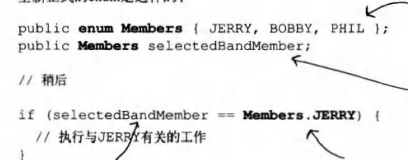 public enum Members { JERRY, BOBBY, PHIL };
public Members selectedBandMember;
// 稍后
if (selectedBandMember == Members.JERRY) {
// 执行与JERRY有关的工作
}